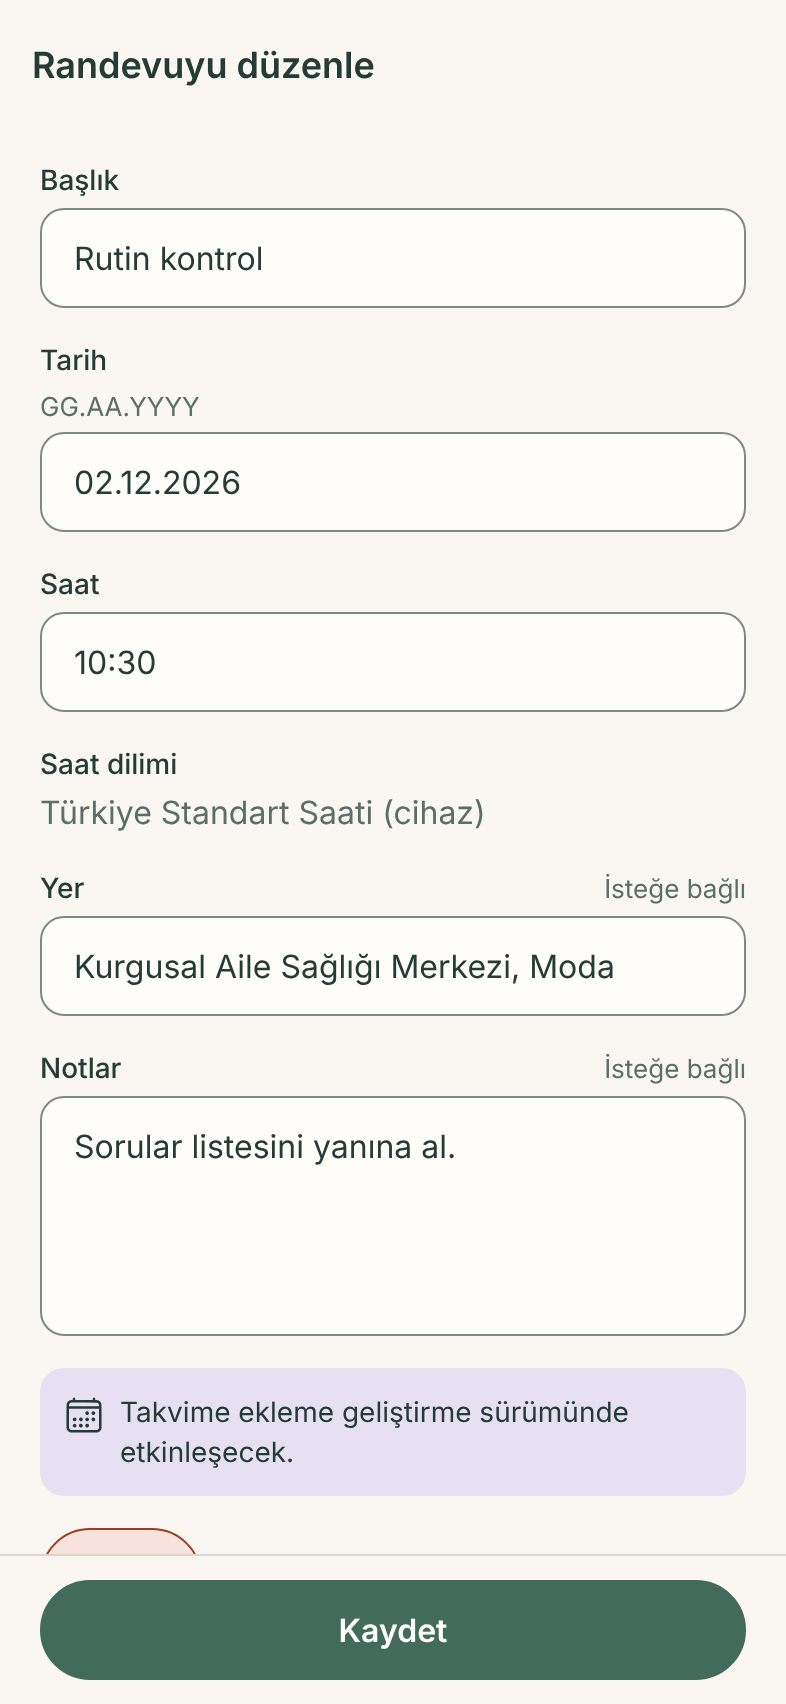 Randevuyu düzenle
Başlık
Rutin kontrol
Tarih
GG.AA.YYYY
02.12.2026
Saat
10:30
Saat dilimi
Türkiye Standart Saati (cihaz)
Yer İsteğe bağlı
Kurgusal Aile Sağlığı Merkezi, Moda
Notlar İsteğe bağlı
Sorular listesini yanına al.
Takvime ekleme geliştirme sürümünde
etkinleşecek.
Kaydet